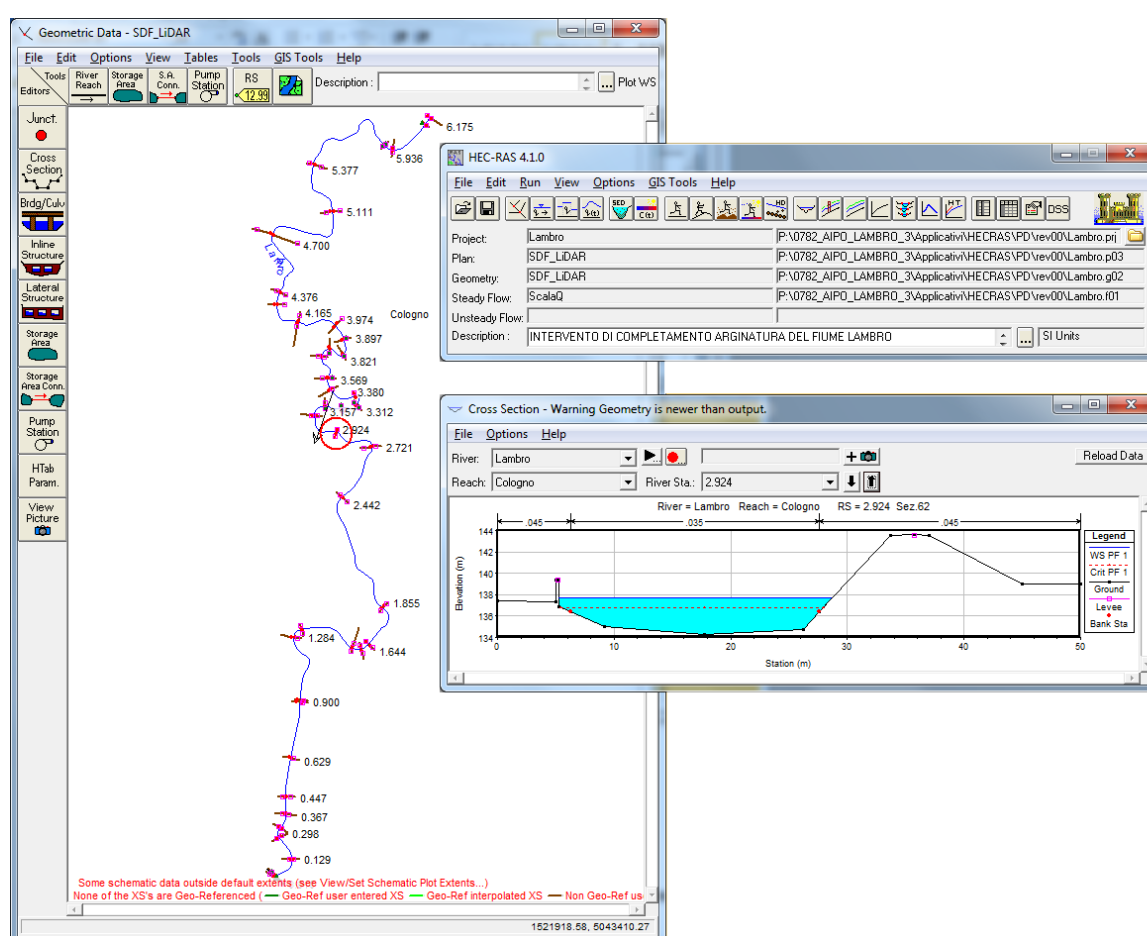 Geometric Data - SDF_LiDAR
File Edit Options View Tables Tools GIS Tools Help
Tools
Editors
River Reach
Storage Area
S.A. Conn.
Pump Station
RS
12.99
Description :
... Plot WS
Junct.
Cross Section
Brdg/Culv
Inline Structure
Lateral Structure
Storage Area
Storage Area Conn.
Pump Station
HTab Param.
View Picture
6.175
5.936
5.377
5.111
4.700
Lambro
4.376
4.165
3.974
Cologno
3.897
3.821
3.569
3.380
3.157
3.312
2.924
2.721
2.442
1.855
1.284
1.644
0.900
0.629
0.447
0.367
0.298
0.129
Some schematic data outside default extents (see View/Set Schematic Plot Extents...)
None of the XS's are Geo-Referenced ( Geo-Ref user entered XS Geo-Ref interpolated XS Non Geo-Ref us
1521918.58, 5043410.27
HEC-RAS 4.1.0
File Edit Run View Options GIS Tools Help
SED
C(t)
(t)
HD
HT.
DSS
Project: Lambro P:\0782_AIPO_LAMBRO_3\Applicativi\HECRAS\PD\rev00\Lambro.prj
Plan: SDF_LiDAR P:\0782_AIPO_LAMBRO_3\Applicativi\HECRAS\PD\rev00\Lambro.p03
Geometry: SDF_LiDAR P:\0782_AIPO_LAMBRO_3\Applicativi\HECRAS\PD\rev00\Lambro.g02
Steady Flow: ScalaQ P:\0782_AIPO_LAMBRO_3\Applicativi\HECRAS\PD\rev00\Lambro.f01
Unsteady Flow:
Description : INTERVENTO DI COMPLETAMENTO ARGINATURA DEL FIUME LAMBRO ... SI Units
Cross Section - Warning Geometry is newer than output.
File Options Help
River: Lambro Reload Data
Reach: Cologno River Sta.: 2.924
River = Lambro Reach = Cologno RS = 2.924 Sez.62
.045 .035 .045
144
142
140
138
136
134
Elevation (m)
0 10 20 30 40 50
Station (m)
Legend
WS PF 1
Crit PF 1
Ground
Levee
Bank Sta